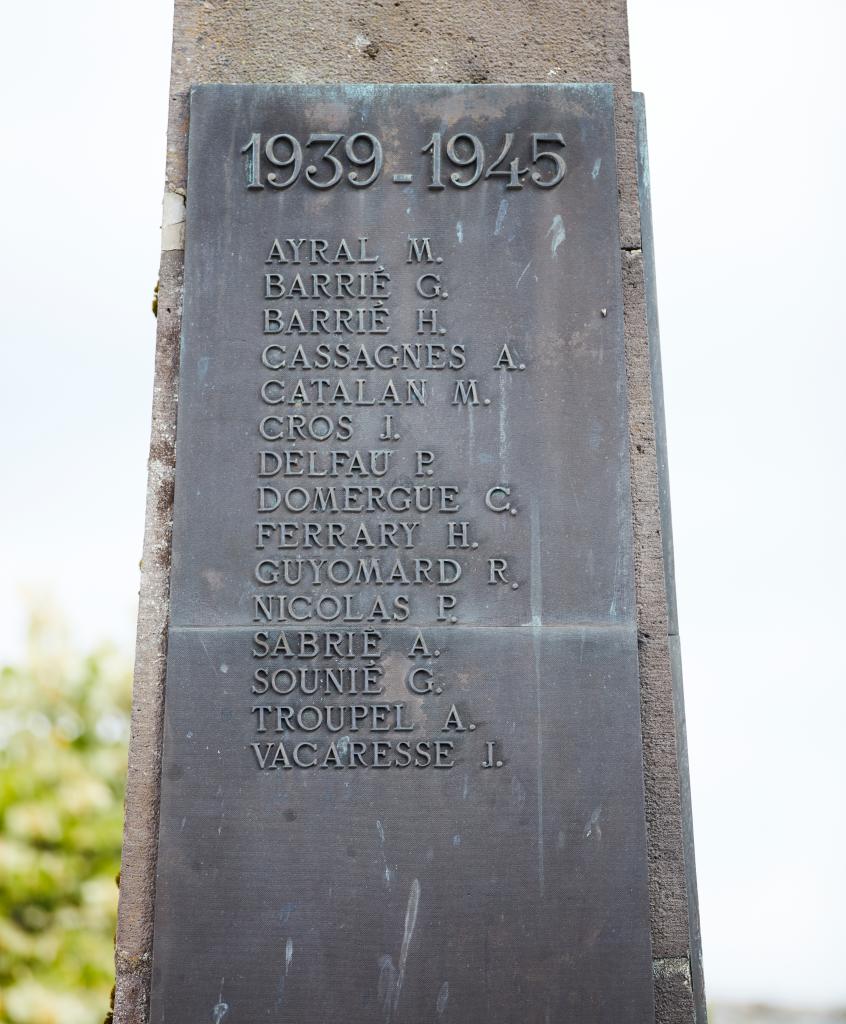 1939-1945
AYRAL M.
BARRIÉ G.
BARRIÉ H.
CASSAGNES A.
CATALAN M.
CROS J.
DELFAU P.
DOMERGUE C.
FERRARY H.
GUYOMARD R.
NICOLAS P.
SABRIÉ A.
SOUNIÉ G.
TROUPEL A.
VACARESSE J.